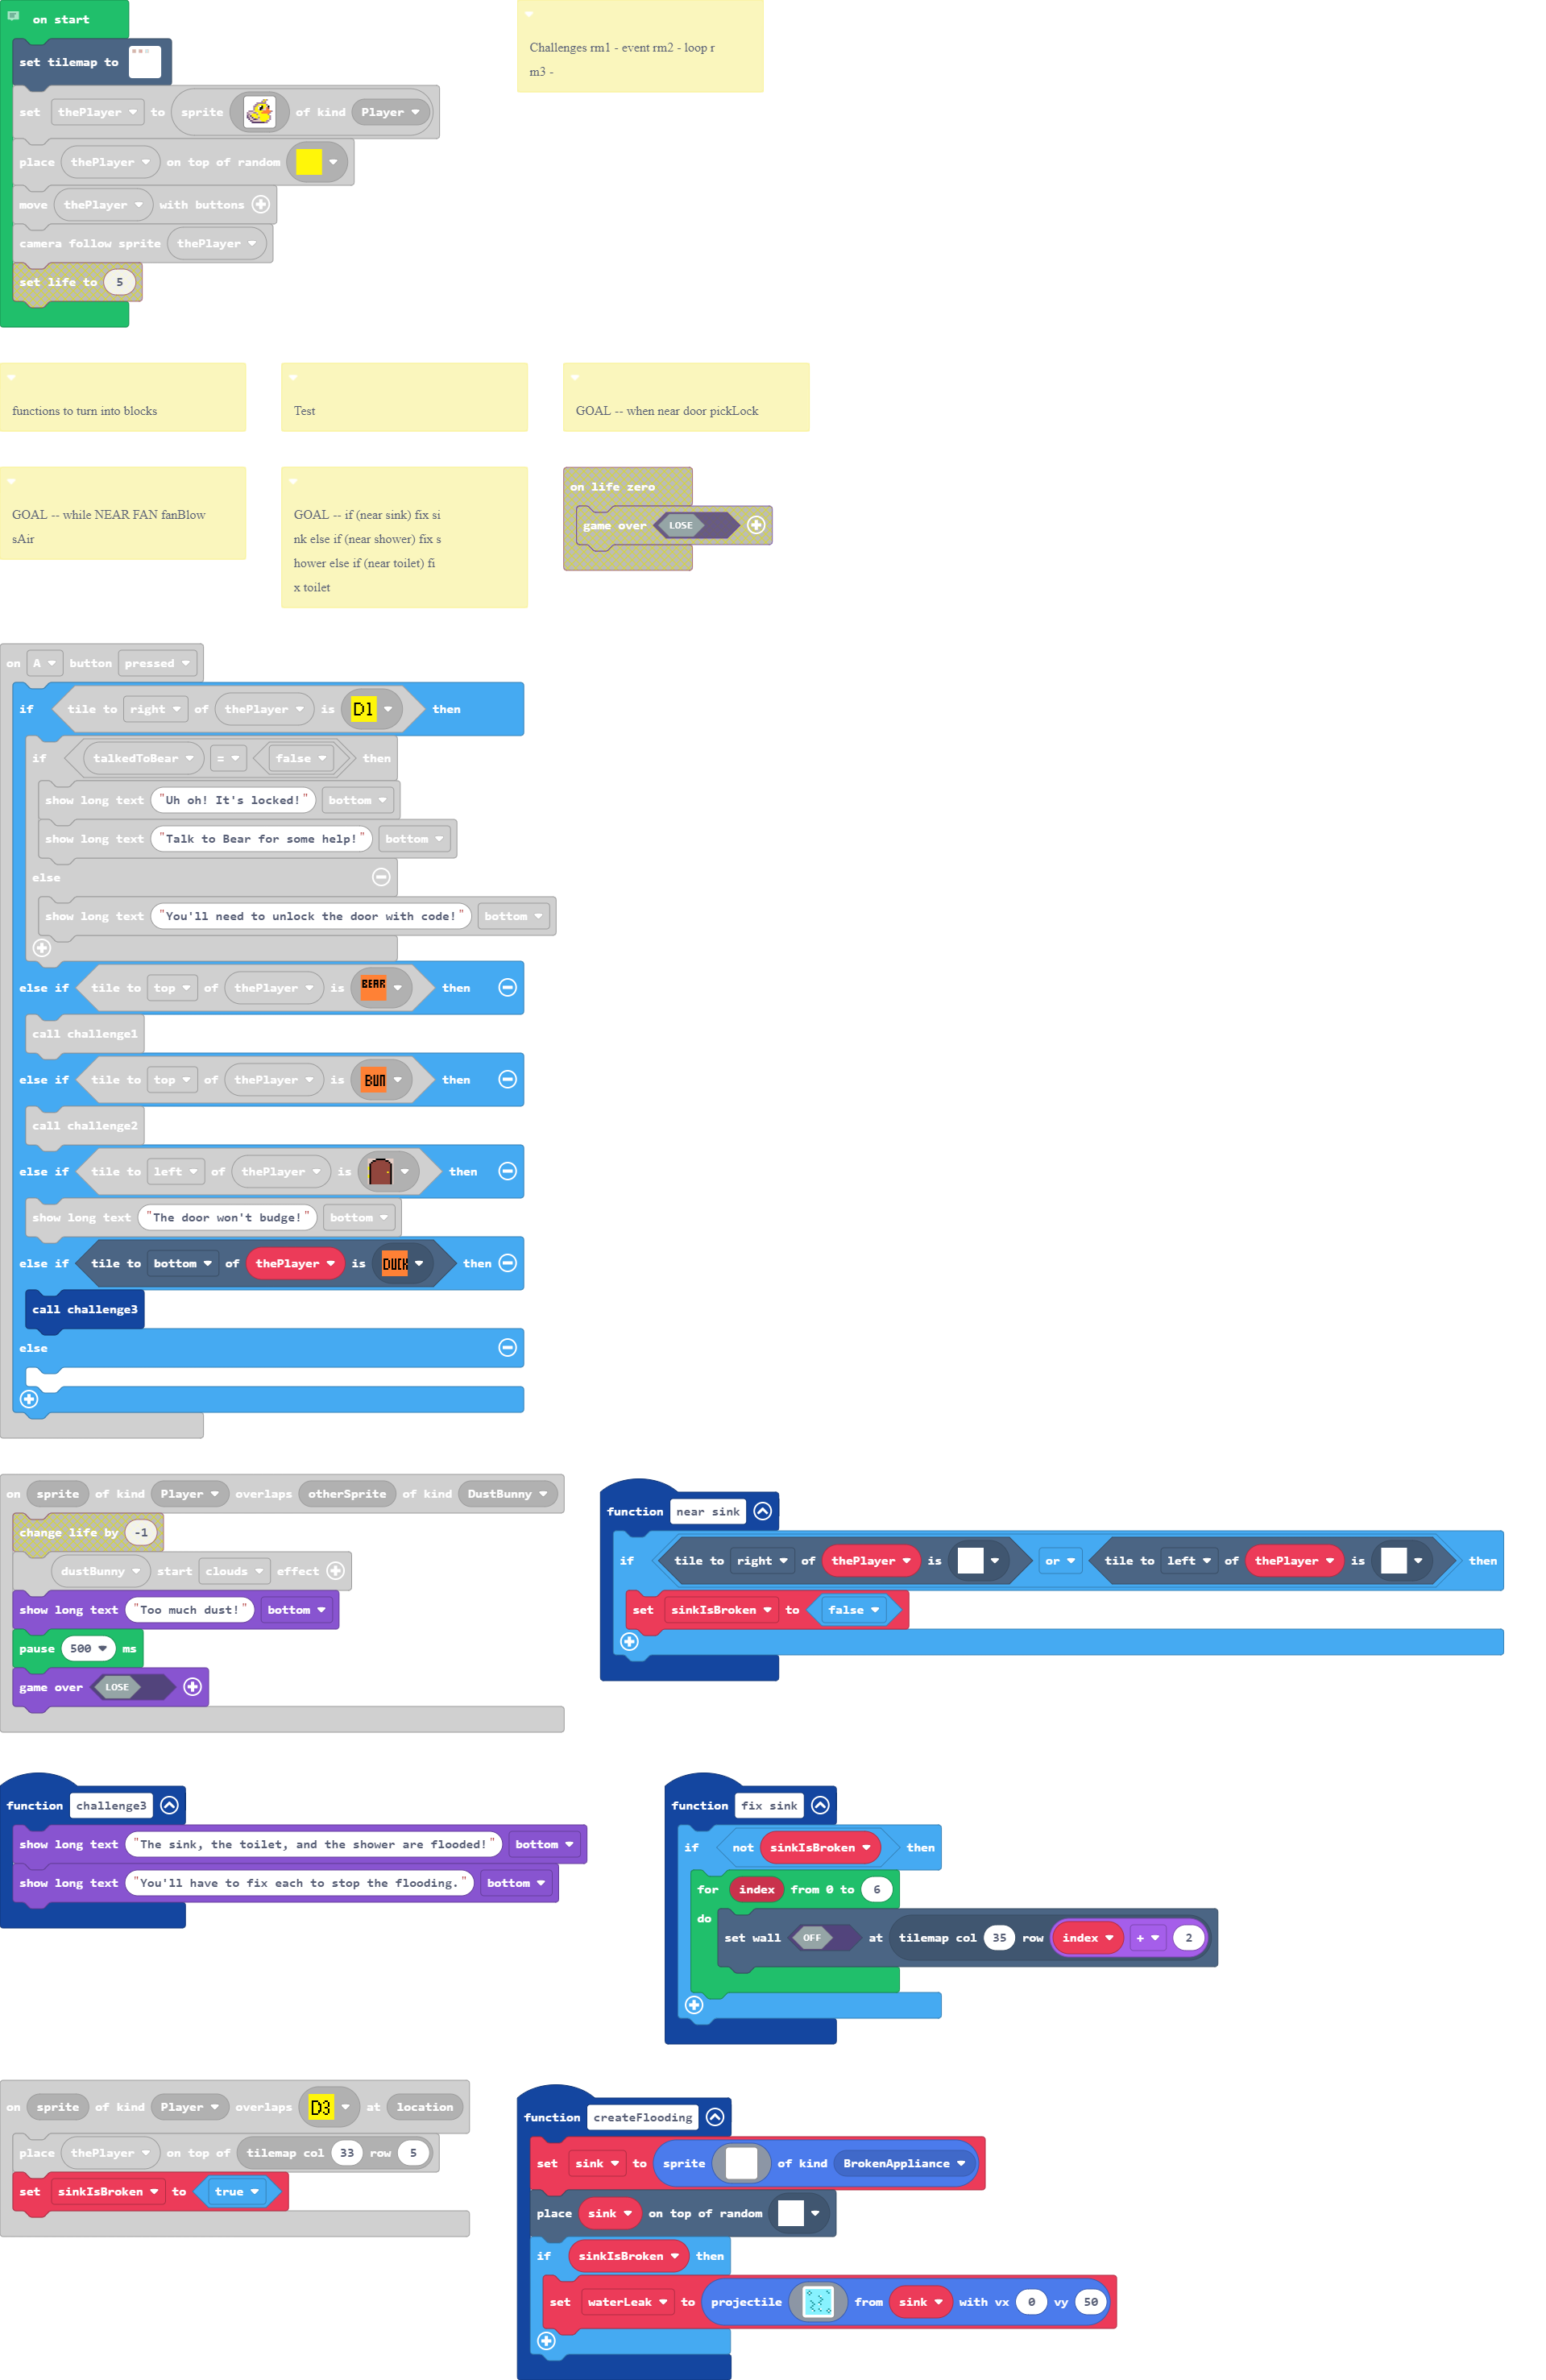 on start
set tilemap to
set thePlayer to sprite of kind Player
place thePlayer on top of random
move thePlayer with buttons
camera follow sprite thePlayer
set life to 5
Challenges rm1 - event rm2 - loop r
m3 -
functions to turn into blocks
Test
GOAL -- when near door pickLock
GOAL -- while NEAR FAN fanBlow
sAir
GOAL -- if (near sink) fix si
nk else if (near shower) fix s
hower else if (near toilet) fi
x toilet
on life zero
game over LOSE
on A button pressed
if tile to right of thePlayer is D1 then
if talkedToBear = false then
show long text "Uh oh! It's locked!" bottom
show long text "Talk to Bear for some help!" bottom
else
show long text "You'll need to unlock the door with code!" bottom
else if tile to top of thePlayer is BEAR then
call challenge1
else if tile to top of thePlayer is BUN then
call challenge2
else if tile to left of thePlayer is then
show long text "The door won't budge!" bottom
else if tile to bottom of thePlayer is DUCK then
call challenge3
else
on sprite of kind Player overlaps otherSprite of kind DustBunny
change life by -1
dustBunny start clouds effect
show long text "Too much dust!" bottom
pause 500 ms
game over LOSE
function near sink
if tile to right of thePlayer is or tile to left of thePlayer is then
set sinkIsBroken to false
function challenge3
show long text "The sink, the toilet, and the shower are flooded!" bottom
show long text "You'll have to fix each to stop the flooding." bottom
function fix sink
if not sinkIsBroken then
for index from 0 to 6
do
set wall OFF at tilemap col 35 row index + 2
on sprite of kind Player overlaps D3 at location
place thePlayer on top of tilemap col 33 row 5
set sinkIsBroken to true
function createFlooding
set sink to sprite of kind BrokenAppliance
place sink on top of random
if sinkIsBroken then
set waterLeak to projectile from sink with vx 0 vy 50